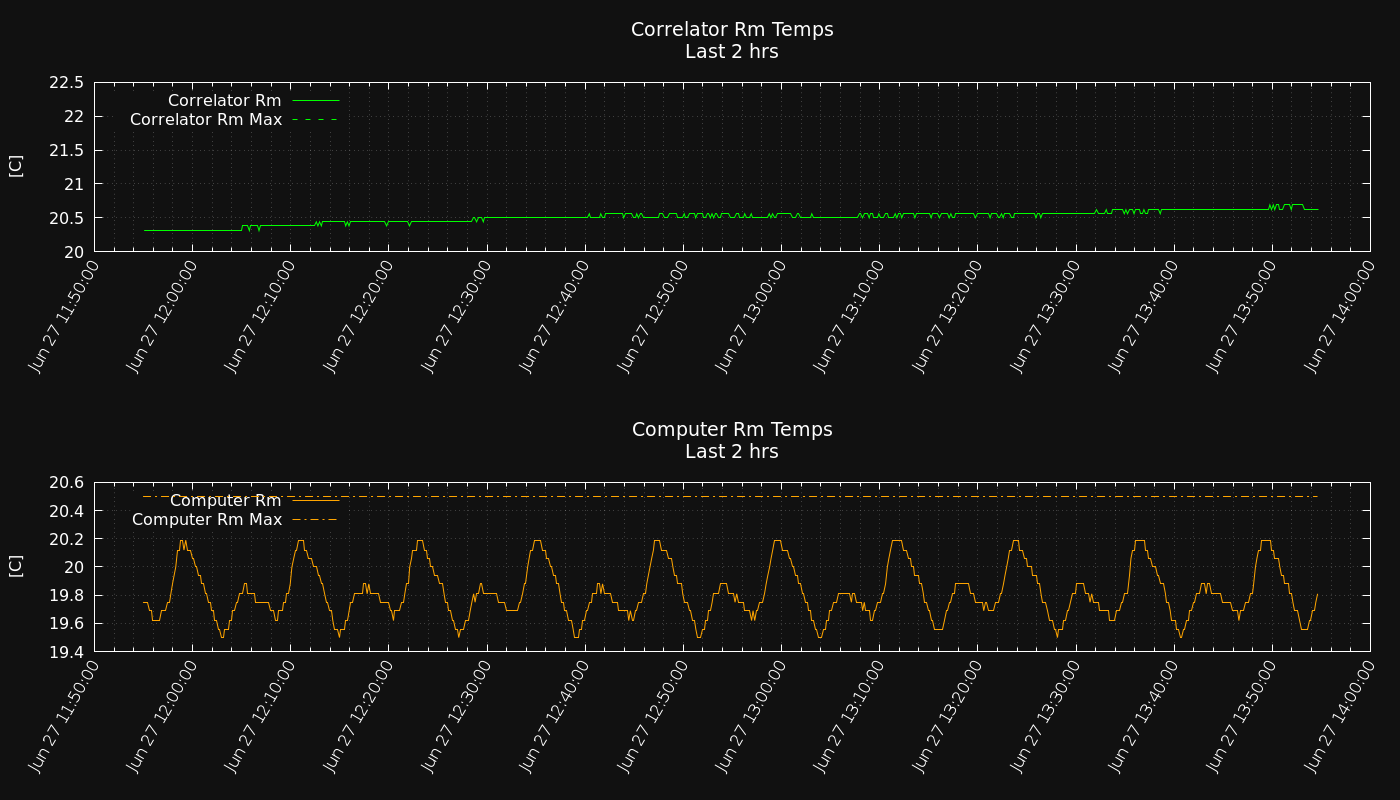 Correlator Rm Temps
Last 2 hrs
22.5
22
21.5
21
20.5
20
[C]
Correlator Rm
Correlator Rm Max
Jun 27 11:50:00
Jun 27 12:00:00
Jun 27 12:10:00
Jun 27 12:20:00
Jun 27 12:30:00
Jun 27 12:40:00
Jun 27 12:50:00
Jun 27 13:00:00
Jun 27 13:10:00
Jun 27 13:20:00
Jun 27 13:30:00
Jun 27 13:40:00
Jun 27 13:50:00
Jun 27 14:00:00
Computer Rm Temps
Last 2 hrs
20.6
20.4
20.2
20
19.8
19.6
19.4
[C]
Computer Rm
Computer Rm Max
Jun 27 11:50:00
Jun 27 12:00:00
Jun 27 12:10:00
Jun 27 12:20:00
Jun 27 12:30:00
Jun 27 12:40:00
Jun 27 12:50:00
Jun 27 13:00:00
Jun 27 13:10:00
Jun 27 13:20:00
Jun 27 13:30:00
Jun 27 13:40:00
Jun 27 13:50:00
Jun 27 14:00:00